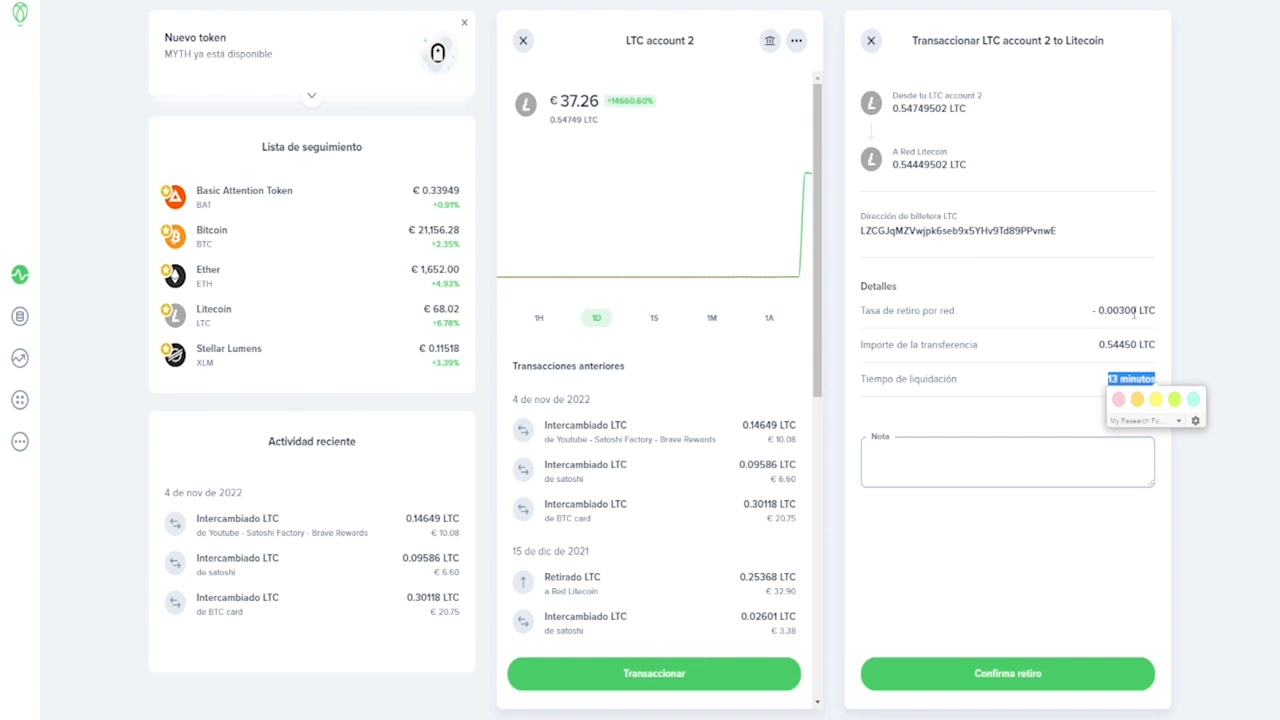 Nuevo token
MYTH ya está disponible
Lista de seguimiento
Basic Attention Token € 0.33949
BAT +0.91%
Bitcoin € 21,156.28
BTC +2.35%
Ether € 1,652.00
ETH +4.93%
Litecoin € 68.02
LTC +6.78%
Stellar Lumens € 0.11518
XLM +3.39%
Actividad reciente
4 de nov de 2022
Intercambiado LTC 0.14649 LTC
de Youtube - Satoshi Factory - Brave Rewards € 10.08
Intercambiado LTC 0.09586 LTC
de satoshi € 6.60
Intercambiado LTC 0.30118 LTC
de BTC card € 20.75
LTC account 2
€ 37.26 +14660.60%
0.54749 LTC
1H 1D 1S 1M 1A
Transacciones anteriores
4 de nov 2022
Intercambiado LTC 0.14649 LTC
de Youtube - Satoshi Factory - Brave Rewards € 10.08
Intercambiado LTC 0.09586 LTC
de satoshi € 6.60
Intercambiado LTC 0.30118 LTC
de BTC card € 20.75
15 de dic de 2021
Retirado LTC 0.25368 LTC
a Red Litecoin € 32.90
Intercambiado LTC 0.02601 LTC
de satoshi € 3.38
Transaccionar
Transaccionar LTC account 2 to Litecoin
Desde tu LTC account 2
0.54749502 LTC
A Red Litecoin
0.54449502 LTC
Dirección de billetera LTC
LZCGJqMZVwjpk6seb9x5YHv9Td89PPvnwE
Detalles
Tasa de retiro por red - 0.00300 LTC
Importe de la transferencia 0.54450 LTC
Tiempo de liquidación 13 minutos
My Research Fo...
Nota
Confirma retiro